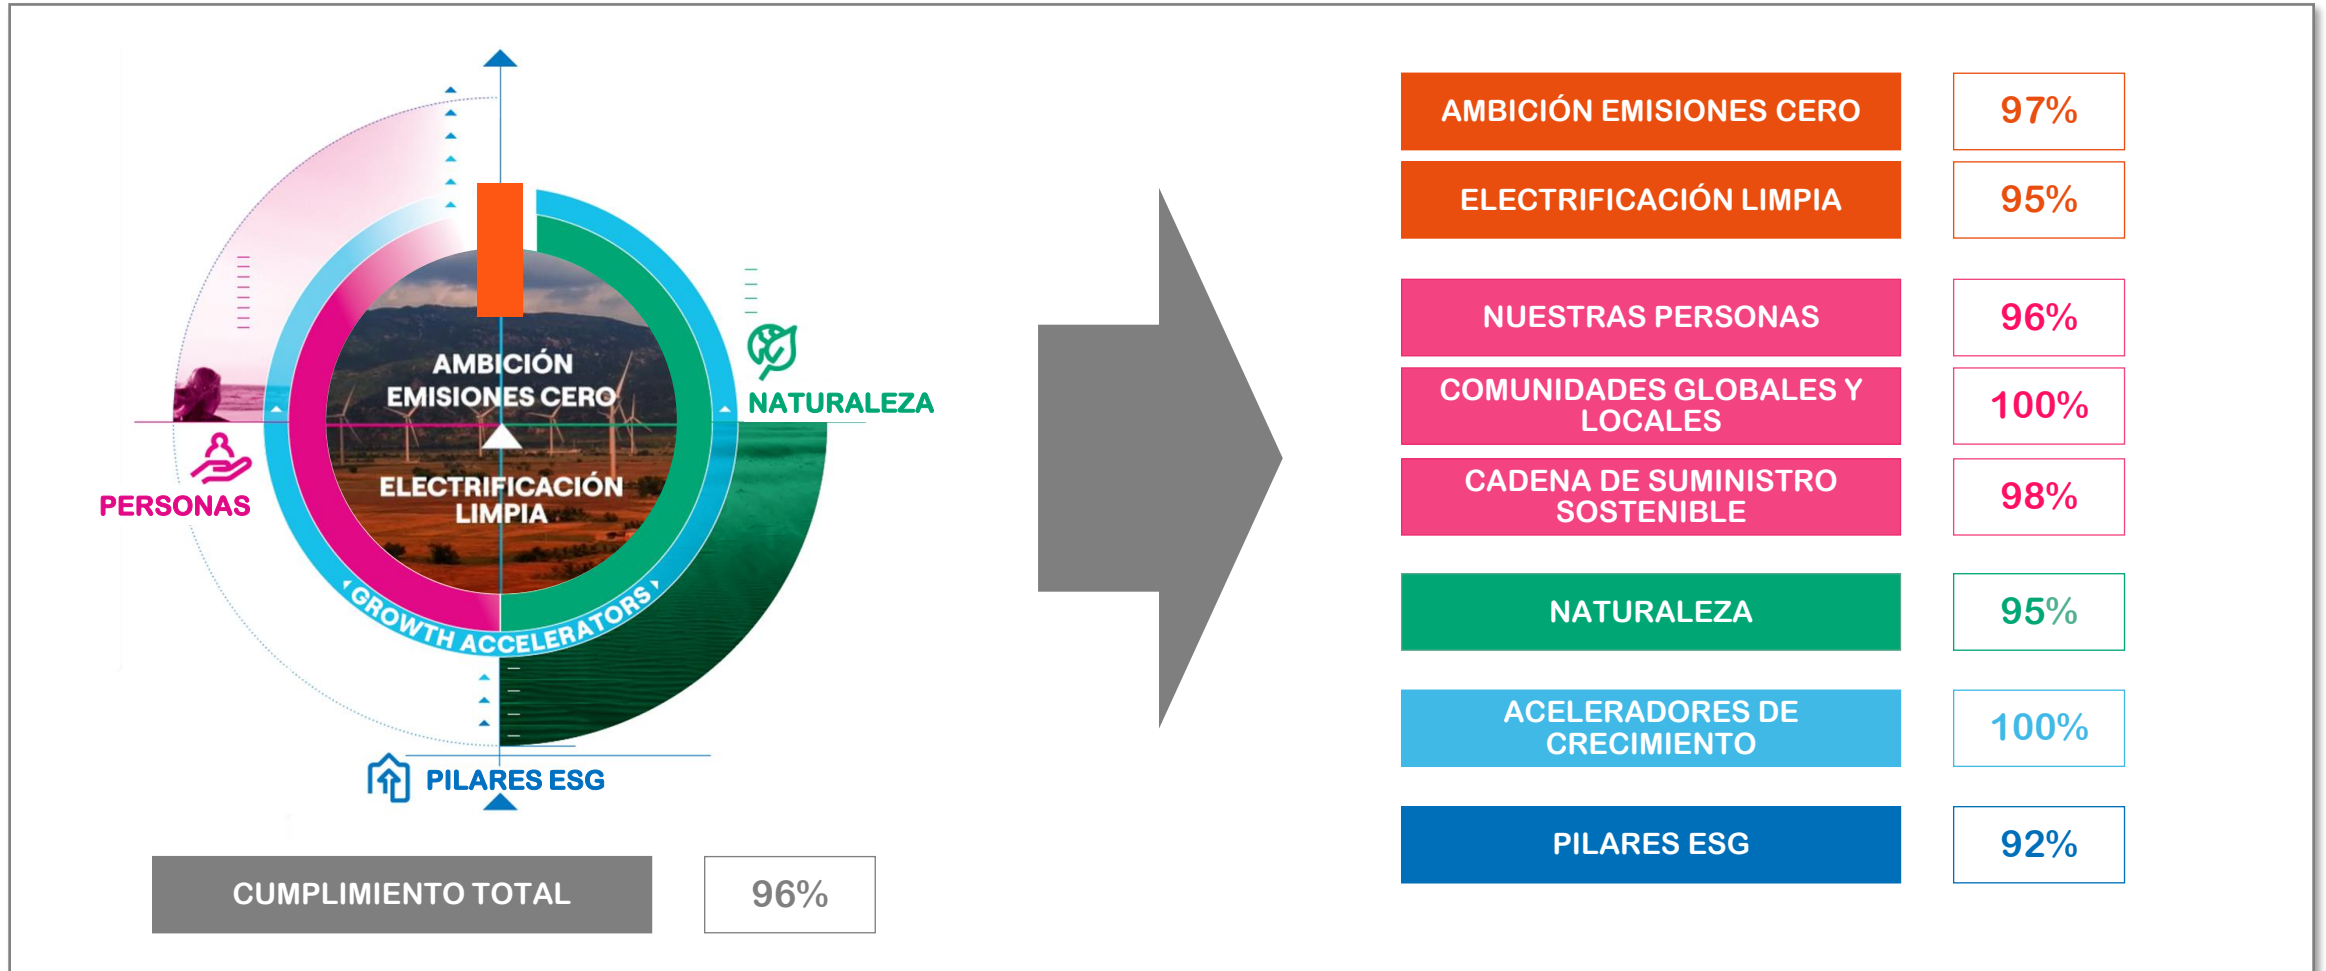 AMBICIÓN
EMISIONES CERO
ELECTRIFICACIÓN
LIMPIA
NATURALEZA
PERSONAS
GROWTH ACCELERATORS
PILARES ESG
CUMPLIMIENTO TOTAL
96%
AMBICIÓN EMISIONES CERO
97%
ELECTRIFICACIÓN LIMPIA
95%
NUESTRAS PERSONAS
96%
COMUNIDADES GLOBALES Y
LOCALES
100%
CADENA DE SUMINISTRO
SOSTENIBLE
98%
NATURALEZA
95%
ACELERADORES DE
CRECIMIENTO
100%
PILARES ESG
92%